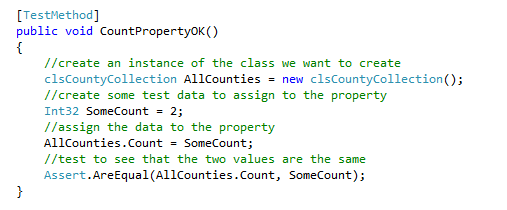 [TestMethod]
public void CountPropertyOK()
{
    //create an instance of the class we want to create
    clsCountyCollection AllCounties = new clsCountyCollection();
    //create some test data to assign to the property
    Int32 SomeCount = 2;
    //assign the data to the property
    AllCounties.Count = SomeCount;
    //test to see that the two values are the same
    Assert.AreEqual(AllCounties.Count, SomeCount);
}